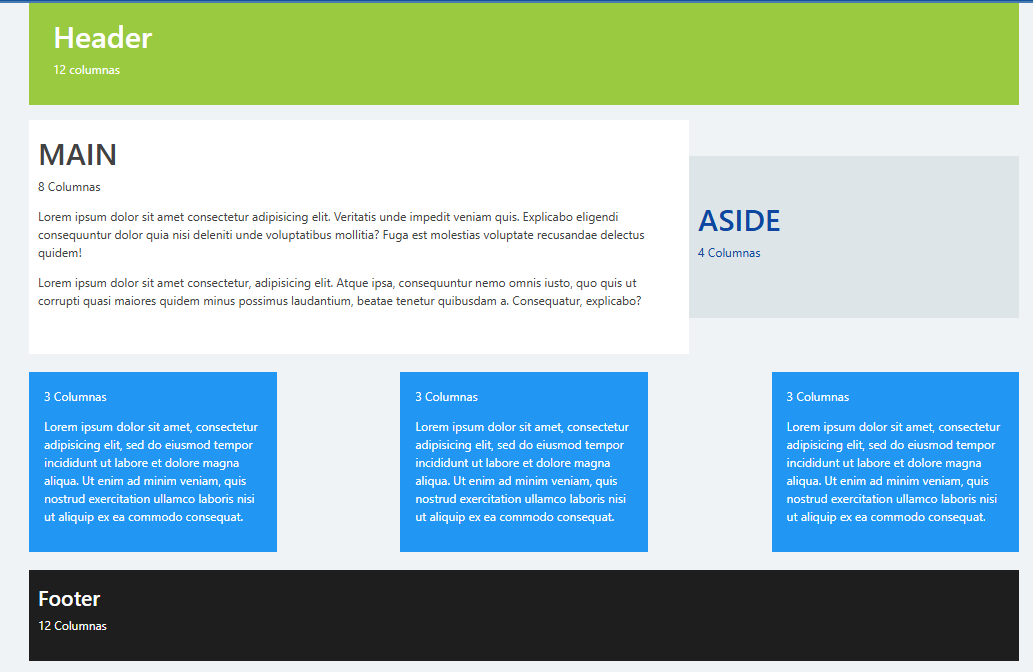 Header
12 columnas
MAIN
8 Columnas
Lorem ipsum dolor sit amet consectetur adipisicing elit. Veritatis unde impedit veniam quis. Explicabo eligendi
consequuntur dolor quia nisi deleniti unde voluptatibus mollitia? Fuga est molestias voluptate recusandae delectus
quidem!
Lorem ipsum dolor sit amet consectetur, adipisicing elit. Atque ipsa, consequuntur nemo omnis iusto, quo quis ut
corrupti quasi maiores quidem minus possimus laudantium, beatae tenetur quibusdam a. Consequatur, explicabo?
ASIDE
4 Columnas
3 Columnas
Lorem ipsum dolor sit amet, consectetur
adipisicing elit, sed do eiusmod tempor
incididunt ut labore et dolore magna
aliqua. Ut enim ad minim veniam, quis
nostrud exercitation ullamco laboris nisi
ut aliquip ex ea commodo consequat.
3 Columnas
Lorem ipsum dolor sit amet, consectetur
adipisicing elit, sed do eiusmod tempor
incididunt ut labore et dolore magna
aliqua. Ut enim ad minim veniam, quis
nostrud exercitation ullamco laboris nisi
ut aliquip ex ea commodo consequat.
3 Columnas
Lorem ipsum dolor sit amet, consectetur
adipisicing elit, sed do eiusmod tempor
incididunt ut labore et dolore magna
aliqua. Ut enim ad minim veniam, quis
nostrud exercitation ullamco laboris nisi
ut aliquip ex ea commodo consequat.
Footer
12 Columnas